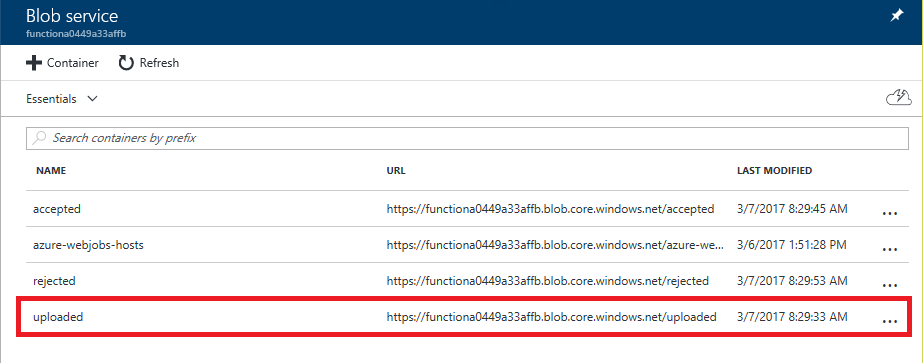 Blob service
functiona0449a33affb
Container Refresh
Essentials
Search containers by prefix
NAME URL LAST MODIFIED
accepted https://functiona0449a33affb.blob.core.windows.net/accepted 3/7/2017 8:29:45 AM ...
azure-webjobs-hosts https://functiona0449a33affb.blob.core.windows.net/azure-we... 3/6/2017 1:51:28 PM ...
rejected https://functiona0449a33affb.blob.core.windows.net/rejected 3/7/2017 8:29:53 AM ...
uploaded https://functiona0449a33affb.blob.core.windows.net/uploaded 3/7/2017 8:29:33 AM ...